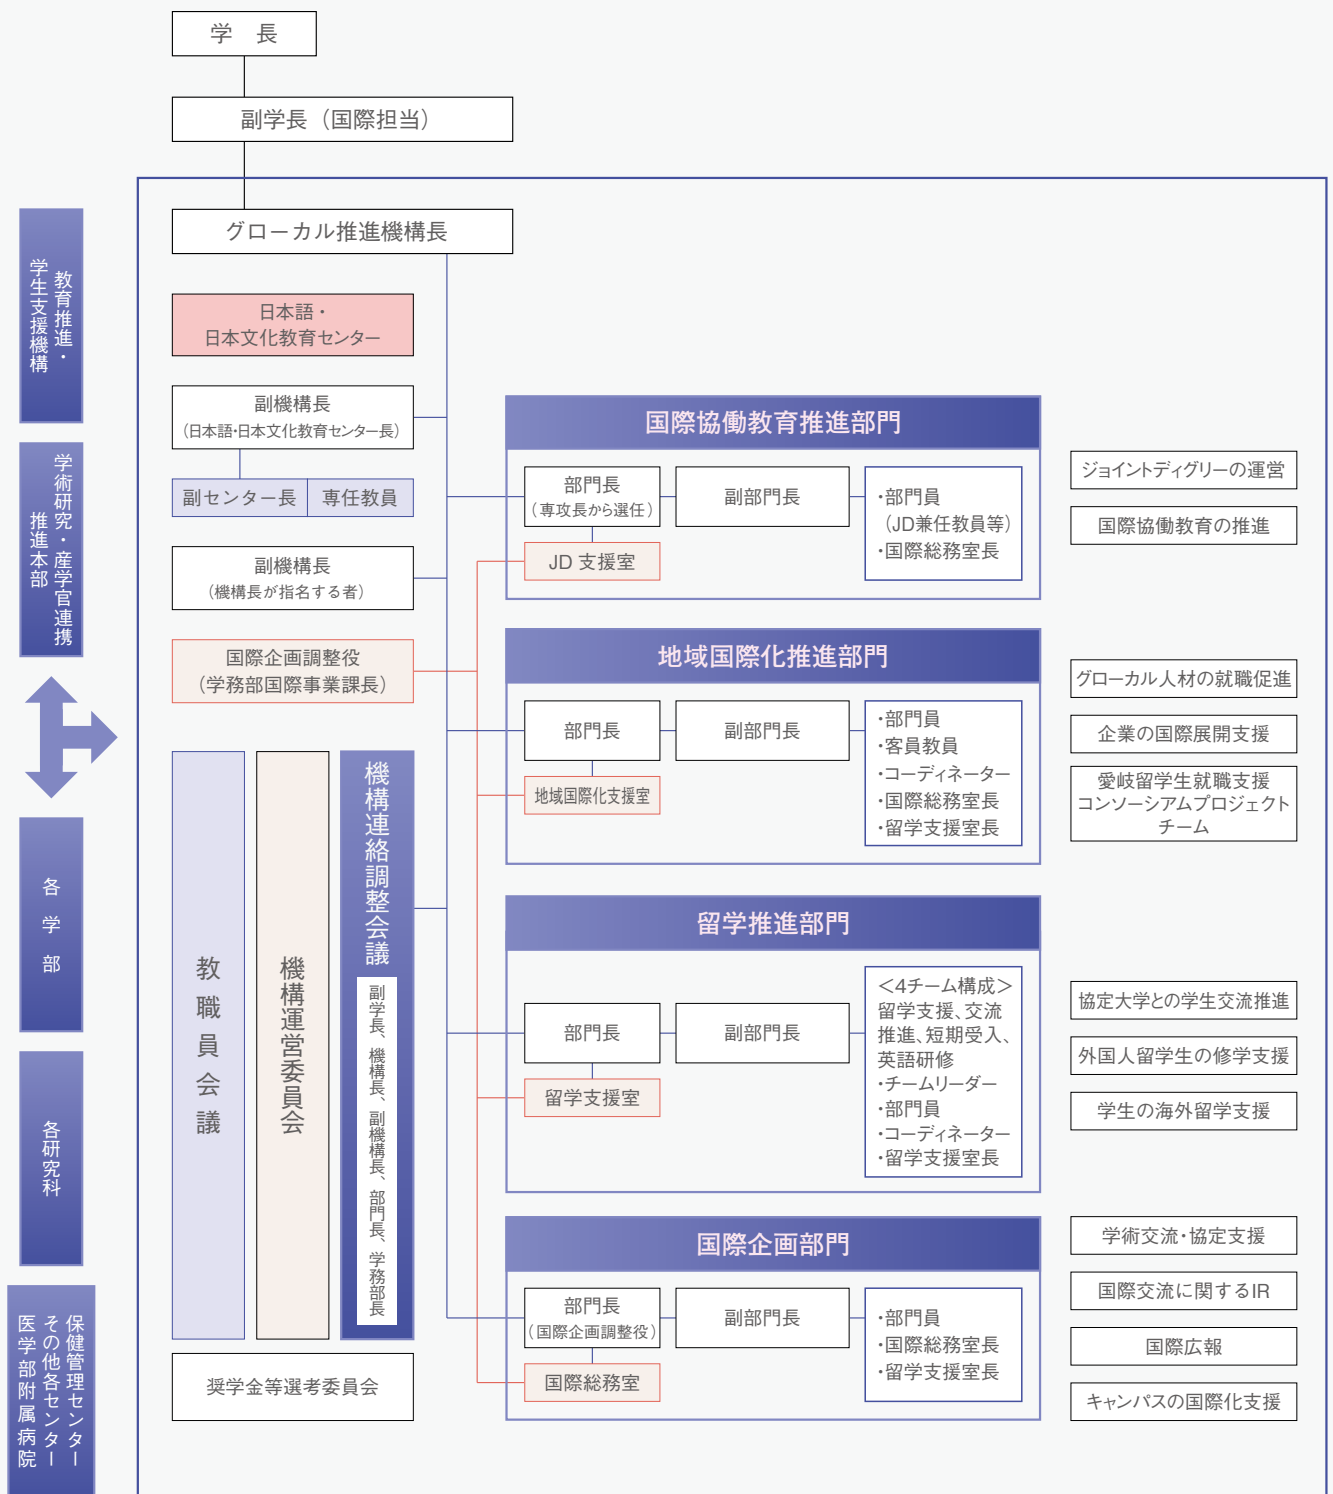 学　長
副学長（国際担当）
グローカル推進機構長
日本語・
日本文化教育センター
副機構長
（日本語・日本文化教育センター長）
副センター長
専任教員
副機構長
（機構長が指名する者）
国際企画調整役
（学務部国際事業課長）
教職員会議
機構運営委員会
機構連絡調整会議
副学長、機構長、副機構長、部門長、学務部長
奨学金等選考委員会
教育推進・
学生支援機構
学術研究・産学官連携
推進本部
各学部
各研究科
保健管理センター
その他各センター
医学部附属病院
国際協働教育推進部門
部門長
（専攻長から選任）
副部門長
・部門員
（JD兼任教員等）
・国際総務室長
JD 支援室
ジョイントディグリーの運営
国際協働教育の推進
地域国際化推進部門
部門長
副部門長
・部門員
・客員教員
・コーディネーター
・国際総務室長
・留学支援室長
地域国際化支援室
グローカル人材の就職促進
企業の国際展開支援
愛岐留学生就職支援
コンソーシアムプロジェクト
チーム
留学推進部門
部門長
副部門長
＜4チーム構成＞
留学支援、交流
推進、短期受入、
英語研修
・チームリーダー
・部門員
・コーディネーター
・留学支援室長
留学支援室
協定大学との学生交流推進
外国人留学生の修学支援
学生の海外留学支援
国際企画部門
部門長
（国際企画調整役）
副部門長
・部門員
・国際総務室長
・留学支援室長
国際総務室
学術交流・協定支援
国際交流に関するIR
国際広報
キャンパスの国際化支援